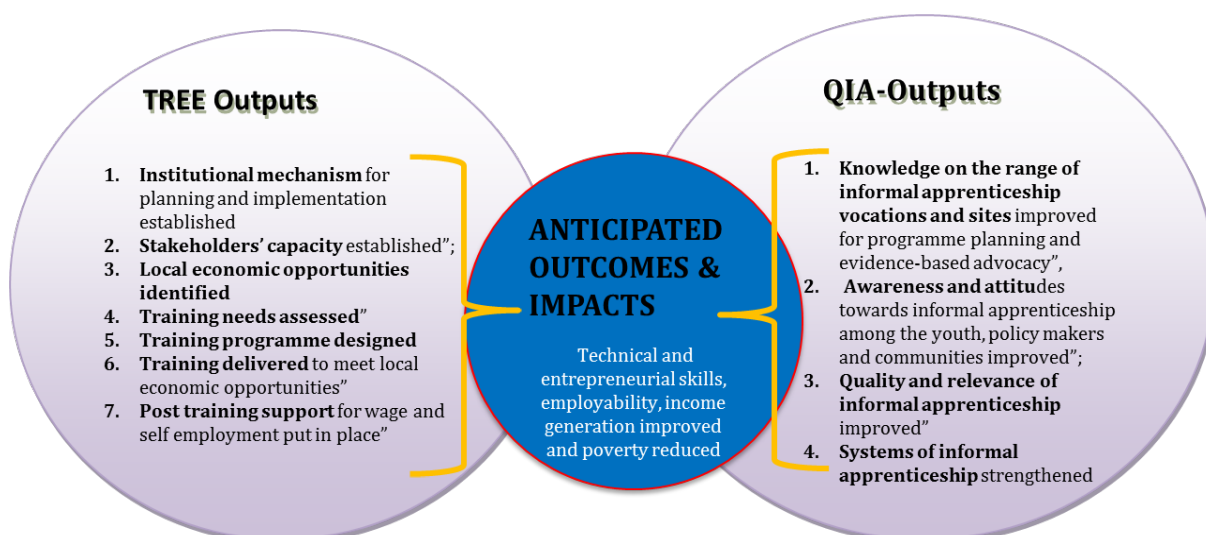 TREE Outputs
1. Institutional mechanism for
planning and implementation
established
2. Stakeholders’ capacity established”;
3. Local economic opportunities
identified
4. Training needs assessed”
5. Training programme designed
6. Training delivered to meet local
economic opportunities”
7. Post training support for wage and
self employment put in place”
ANTICIPATED
OUTCOMES &
IMPACTS
Technical and
entrepreneurial skills,
employability, income
generation improved
and poverty reduced
QIA-Outputs
1. Knowledge on the range of
informal apprenticeship
vocations and sites improved
for programme planning and
evidence-based advocacy”,
2. Awareness and attitudes
towards informal apprenticeship
among the youth, policy makers
and communities improved”;
3. Quality and relevance of
informal apprenticeship
improved”
4. Systems of informal
apprenticeship strengthened